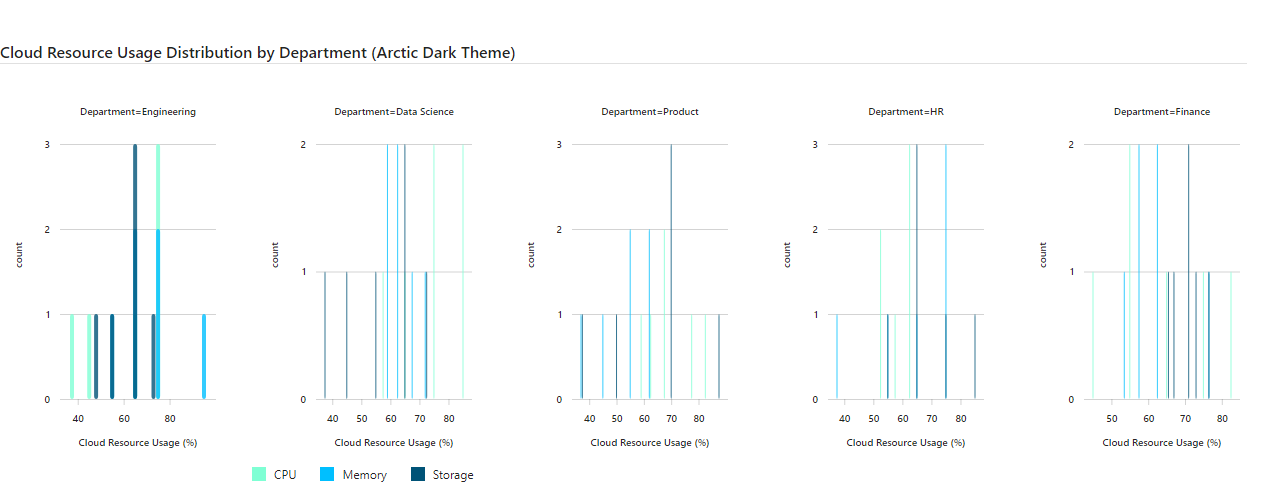 Cloud Resource Usage Distribution by Department (Arctic Dark Theme)
Department=Engineering
Department=Data Science
Department=Product
Department=HR
Department=Finance
3
2
1
0
count
40 60 80
Cloud Resource Usage (%)
2
1
0
count
40 50 60 70 80
Cloud Resource Usage (%)
3
2
1
0
count
40 50 60 70 80
Cloud Resource Usage (%)
3
2
1
0
count
40 50 60 70 80
Cloud Resource Usage (%)
2
1
0
count
50 60 70 80
Cloud Resource Usage (%)
CPU Memory Storage